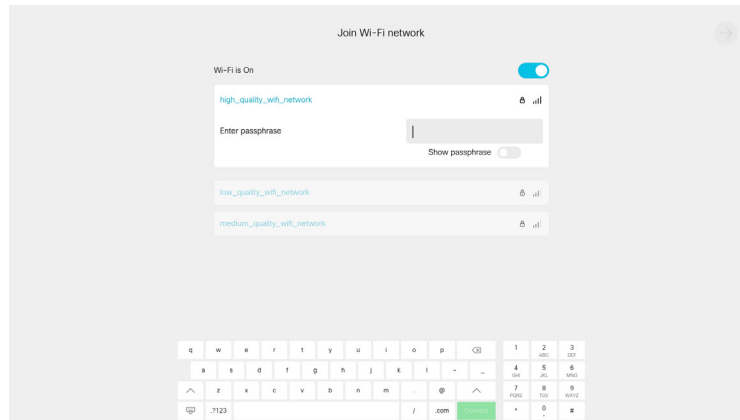 Join Wi-Fi network
Wi-Fi is On
high_quality_wifi_network
Enter passphrase
Show passphrase
low_quality_wifi_network
medium_quality_wifi_network
q w e r t y u i o p 1 2 ABC 3 DEF
a s d f g h j k l - _ 4 GHI 5 JKL 6 MNO
z x c v b n m . @ 7 PQRS 8 TUV 9 WXYZ
.?123 / .com Connect * 0 #